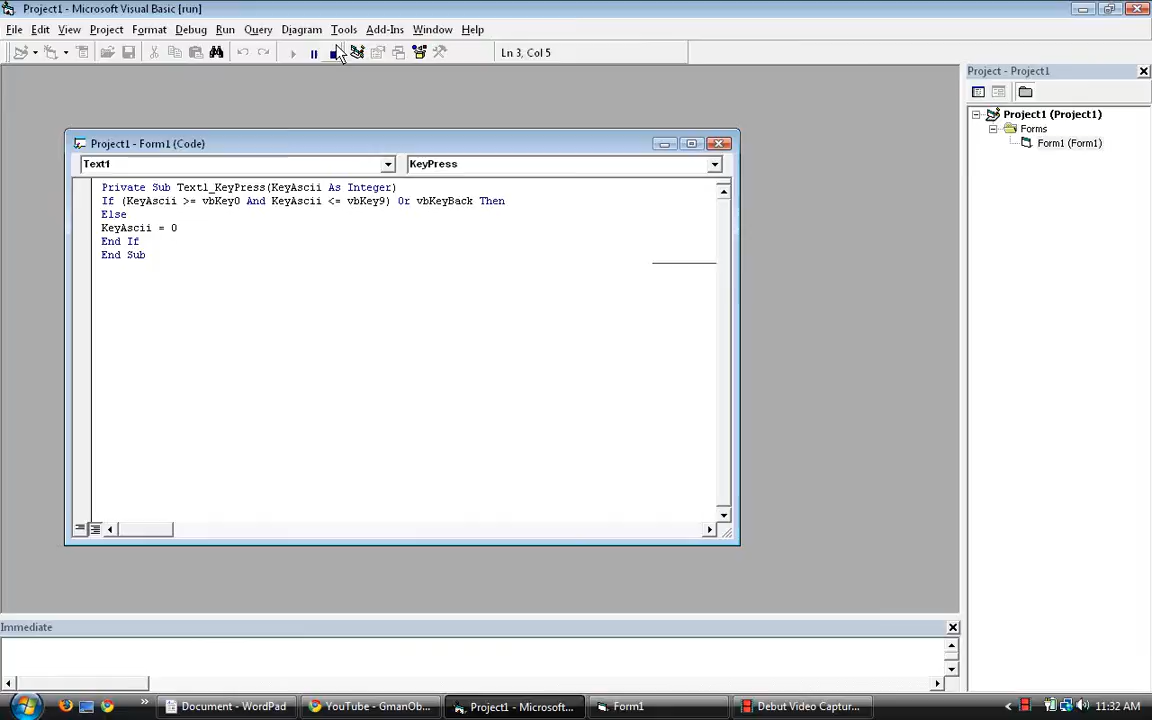 Project1 - Microsoft Visual Basic [run]
File Edit View Project Format Debug Run Query Diagram Tools Add-Ins Window Help
Ln 3, Col 5
Project - Project1
Project1 (Project1)
Forms
Form1 (Form1)
Project1 - Form1 (Code)
Text1 KeyPress
Private Sub Text1_KeyPress(KeyAscii As Integer)
If (KeyAscii >= vbKey0 And KeyAscii <= vbKey9) Or vbKeyBack Then
Else
KeyAscii = 0
End If
End Sub
Immediate
Document - WordPad YouTube - GmanOb... Project1 - Microsoft... Form1 Debut Video Captur... 11:32 AM